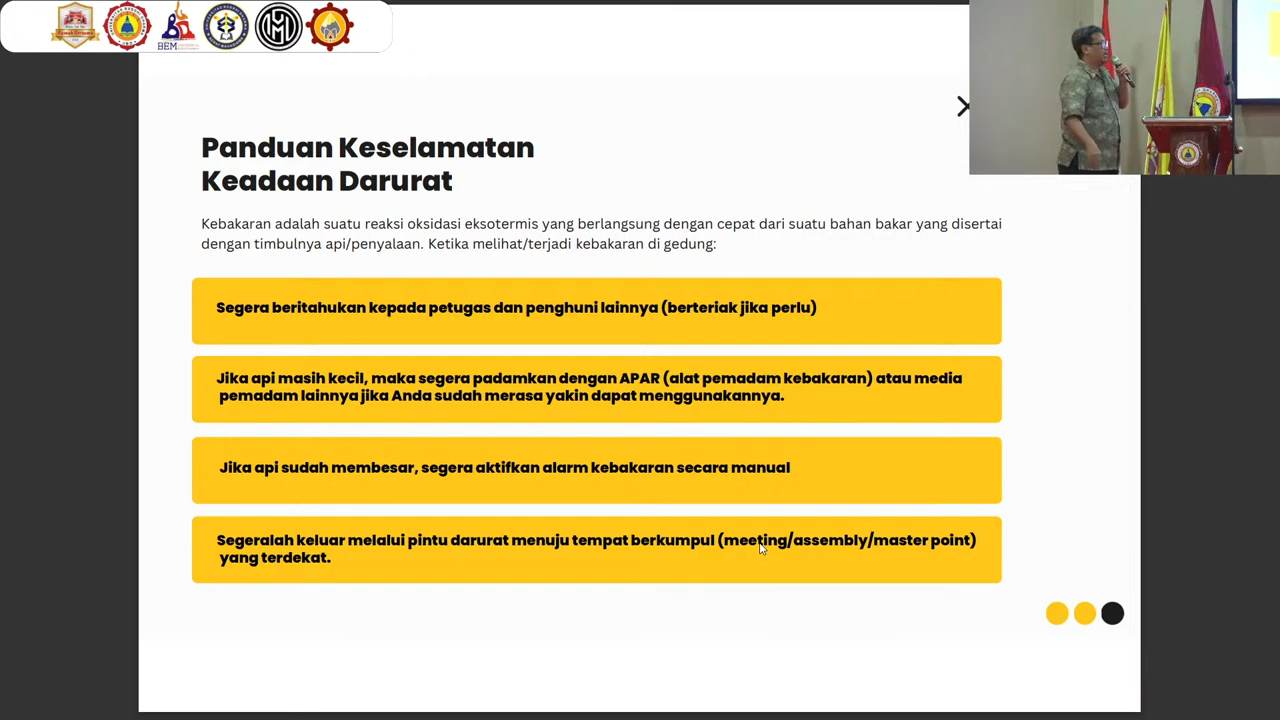 BEM
Panduan Keselamatan
Keadaan Darurat
Kebakaran adalah suatu reaksi oksidasi eksotermis yang berlangsung dengan cepat dari suatu bahan bakar yang disertai
dengan timbulnya api/penyalaan. Ketika melihat/terjadi kebakaran di gedung:
Segera beritahukan kepada petugas dan penghuni lainnya (berteriak jika perlu)
Jika api masih kecil, maka segera padamkan dengan APAR (alat pemadam kebakaran) atau media
pemadam lainnya jika Anda sudah merasa yakin dapat menggunakannya.
Jika api sudah membesar, segera aktifkan alarm kebakaran secara manual
Segeralah keluar melalui pintu darurat menuju tempat berkumpul (meeting/assembly/master point)
yang terdekat.